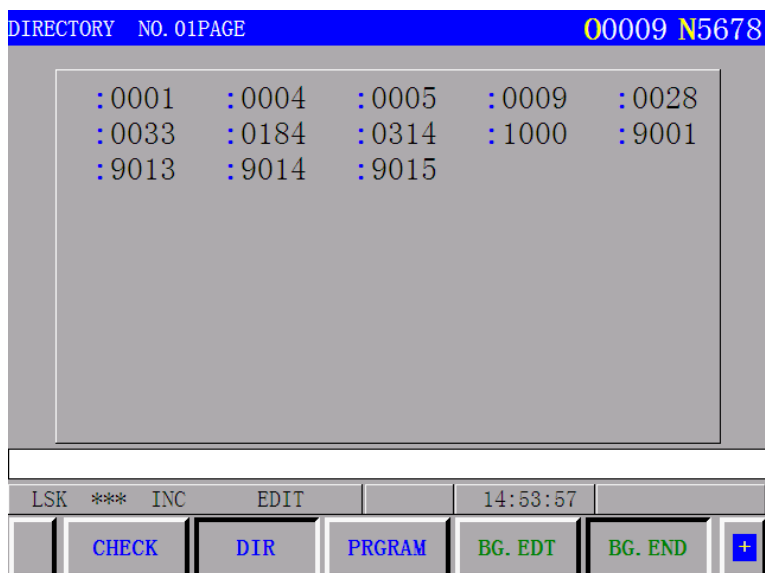 DIRECTORY NO.01PAGE O0009 N5678
:0001 :0004 :0005 :0009 :0028
:0033 :0184 :0314 :1000 :9001
:9013 :9014 :9015
LSK *** INC EDIT 14:53:57
CHECK DIR PRGRAM BG.EDT BG.END +